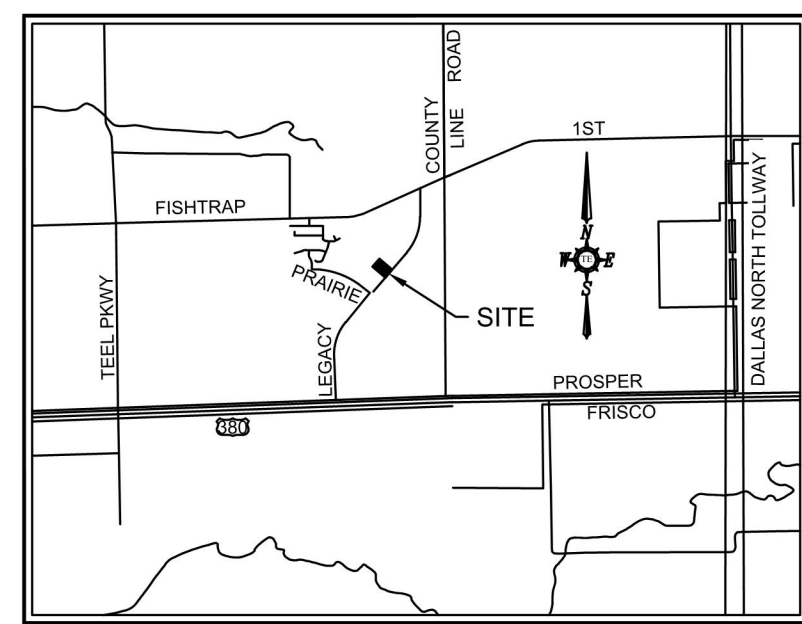 COUNTY
LINE ROAD
1ST
FISHTRAP
N
W TE E
S
PRAIRIE
SITE
TEEL PKWY
LEGACY
DALLAS NORTH TOLLWAY
PROSPER
FRISCO
380